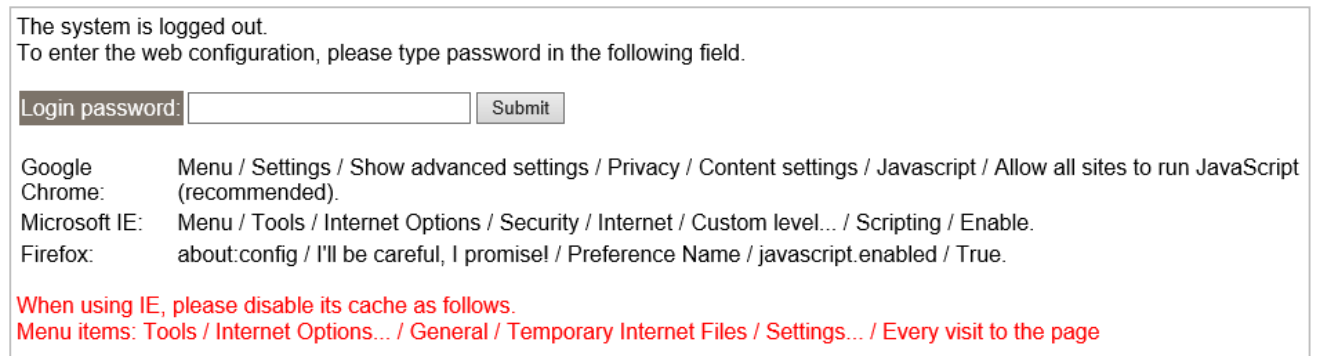 The system is logged out.
To enter the web configuration, please type password in the following field.
Login password: Submit
Google Chrome: Menu / Settings / Show advanced settings / Privacy / Content settings / Javascript / Allow all sites to run JavaScript (recommended).
Microsoft IE: Menu / Tools / Internet Options / Security / Internet / Custom level... / Scripting / Enable.
Firefox: about:config / I'll be careful, I promise! / Preference Name / javascript.enabled / True.
When using IE, please disable its cache as follows.
Menu items: Tools / Internet Options... / General / Temporary Internet Files / Settings... / Every visit to the page